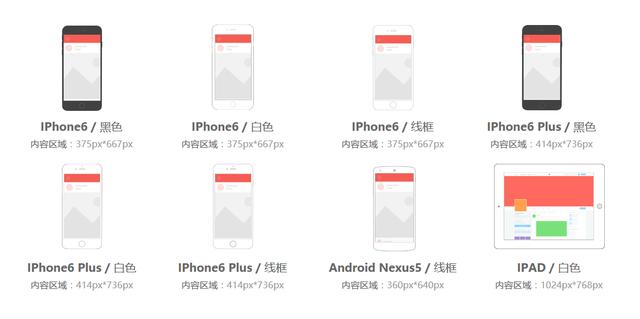 IPhone6 / 黑色
内容区域：375px*667px
IPhone6 / 白色
内容区域：375px*667px
IPhone6 / 线框
内容区域：375px*667px
IPhone6 Plus / 黑色
内容区域：414px*736px
IPhone6 Plus / 白色
内容区域：414px*736px
IPhone6 Plus / 线框
内容区域：414px*736px
Android Nexus5 / 线框
内容区域：360px*640px
IPAD / 白色
内容区域：1024px*768px